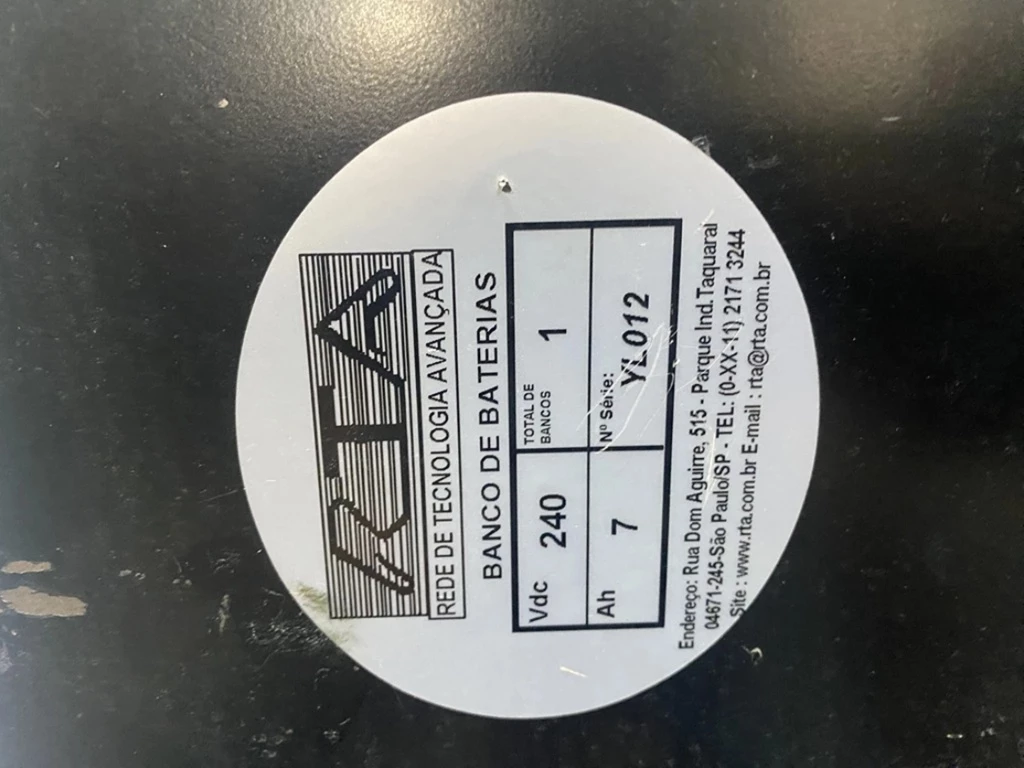 RTA
REDE DE TECNOLOGIA AVANÇADA
BANCO DE BATERIAS
Vdc 240
TOTAL DE BANCOS 1
Ah 7
Nº Série: YL012
Endereço: Rua Dom Aguirre, 515 - Parque Ind.Taquaral
04671-245-São Paulo/SP - TEL: (0-XX-11) 2171 3244
Site : www.rta.com.br E-mail : rta@rta.com.br